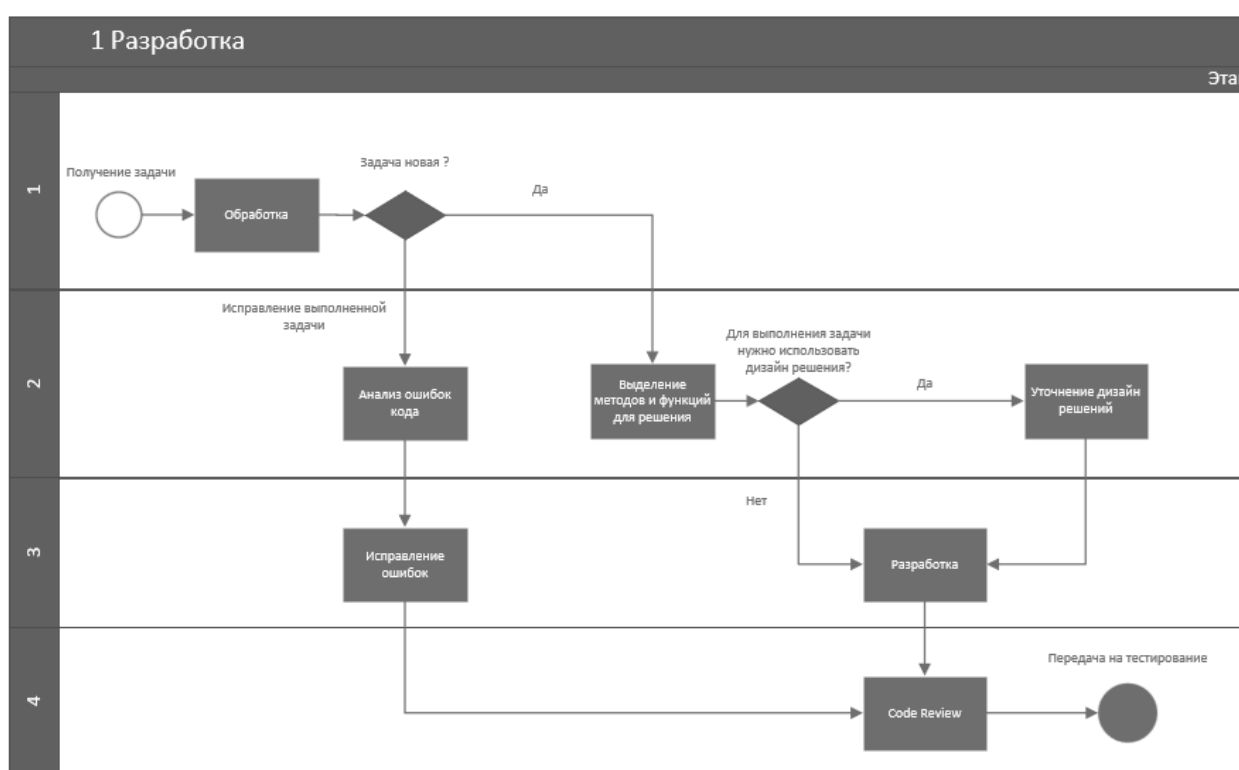 1 Разработка
Эта
1
Получение задачи
Обработка
Задача новая ?
Да
2
Исправление выполненной
задачи
Анализ ошибок
кода
Выделение
методов и функций
для решения
Для выполнения задачи
нужно использовать
дизайн решения?
Да
Уточнение дизайн
решений
3
Нет
Исправление
ошибок
Разработка
4
Code Review
Передача на тестирование